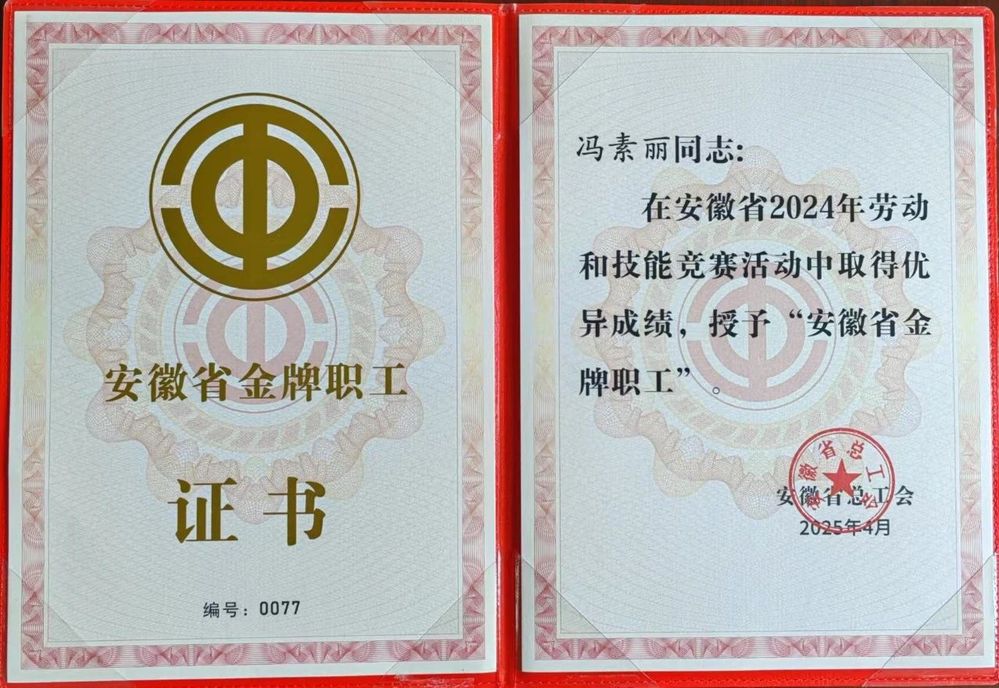 安徽省金牌职工
证书
编号：0077
冯素丽同志：
在安徽省2024年劳动
和技能竞赛活动中取得优
异成绩，授予“安徽省金
牌职工”。
安徽省总工会
2025年4月
安徽省总工会